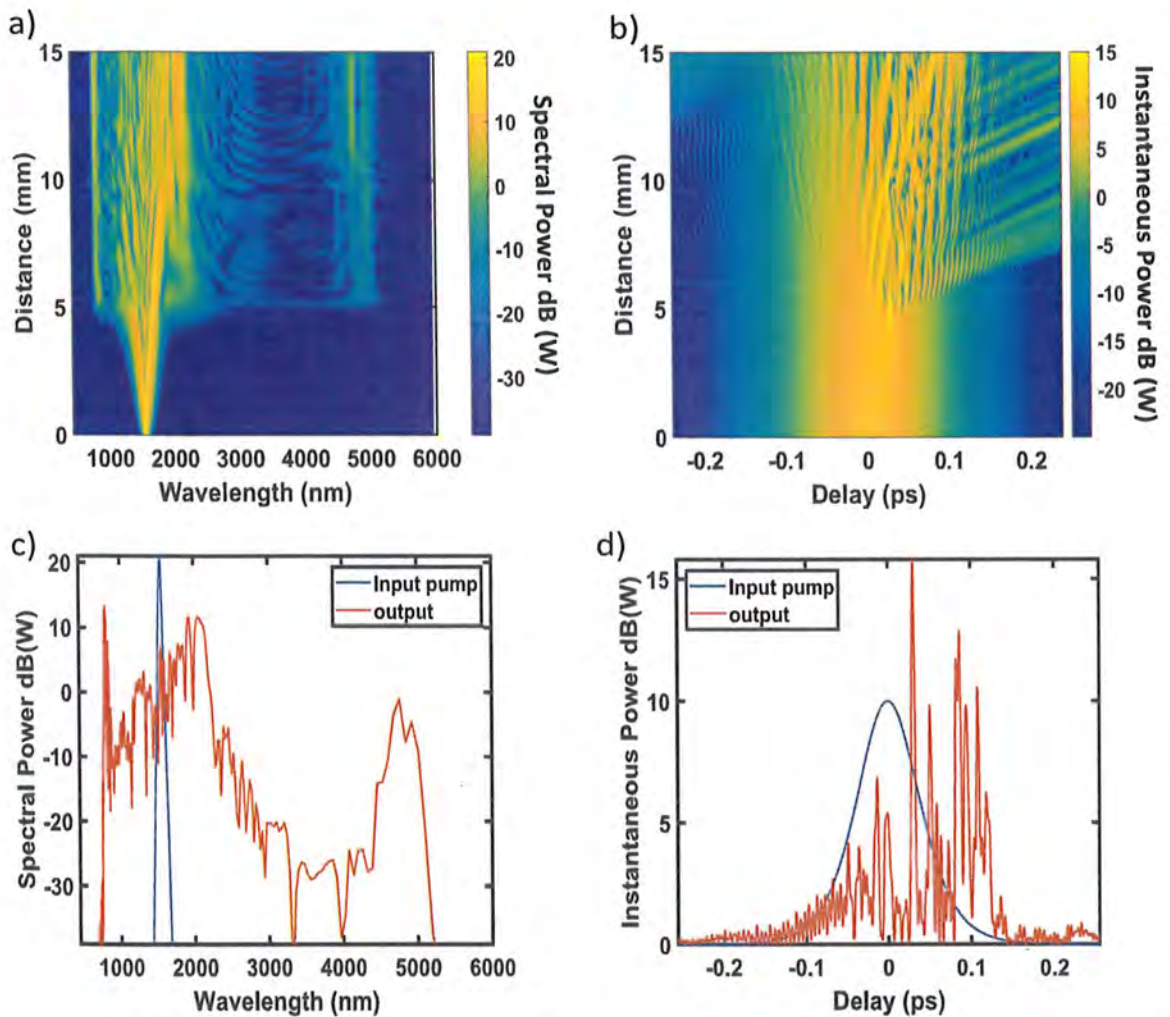 a)
15
10
5
0
Distance (mm)
1000 2000 3000 4000 5000 6000
Wavelength (nm)
20
10
0
-10
-20
-30
Spectral Power dB (W)
b)
15
10
5
0
Distance (mm)
-0.2 -0.1 0 0.1 0.2
Delay (ps)
15
10
5
0
-5
-10
-15
-20
Instantaneous Power dB (W)
c)
20
10
0
-10
-20
-30
Spectral Power dB(W)
Input pump
output
1000 2000 3000 4000 5000 6000
Wavelength (nm)
d)
15
10
5
0
Instantaneous Power dB(W)
Input pump
output
-0.2 -0.1 0 0.1 0.2
Delay (ps)